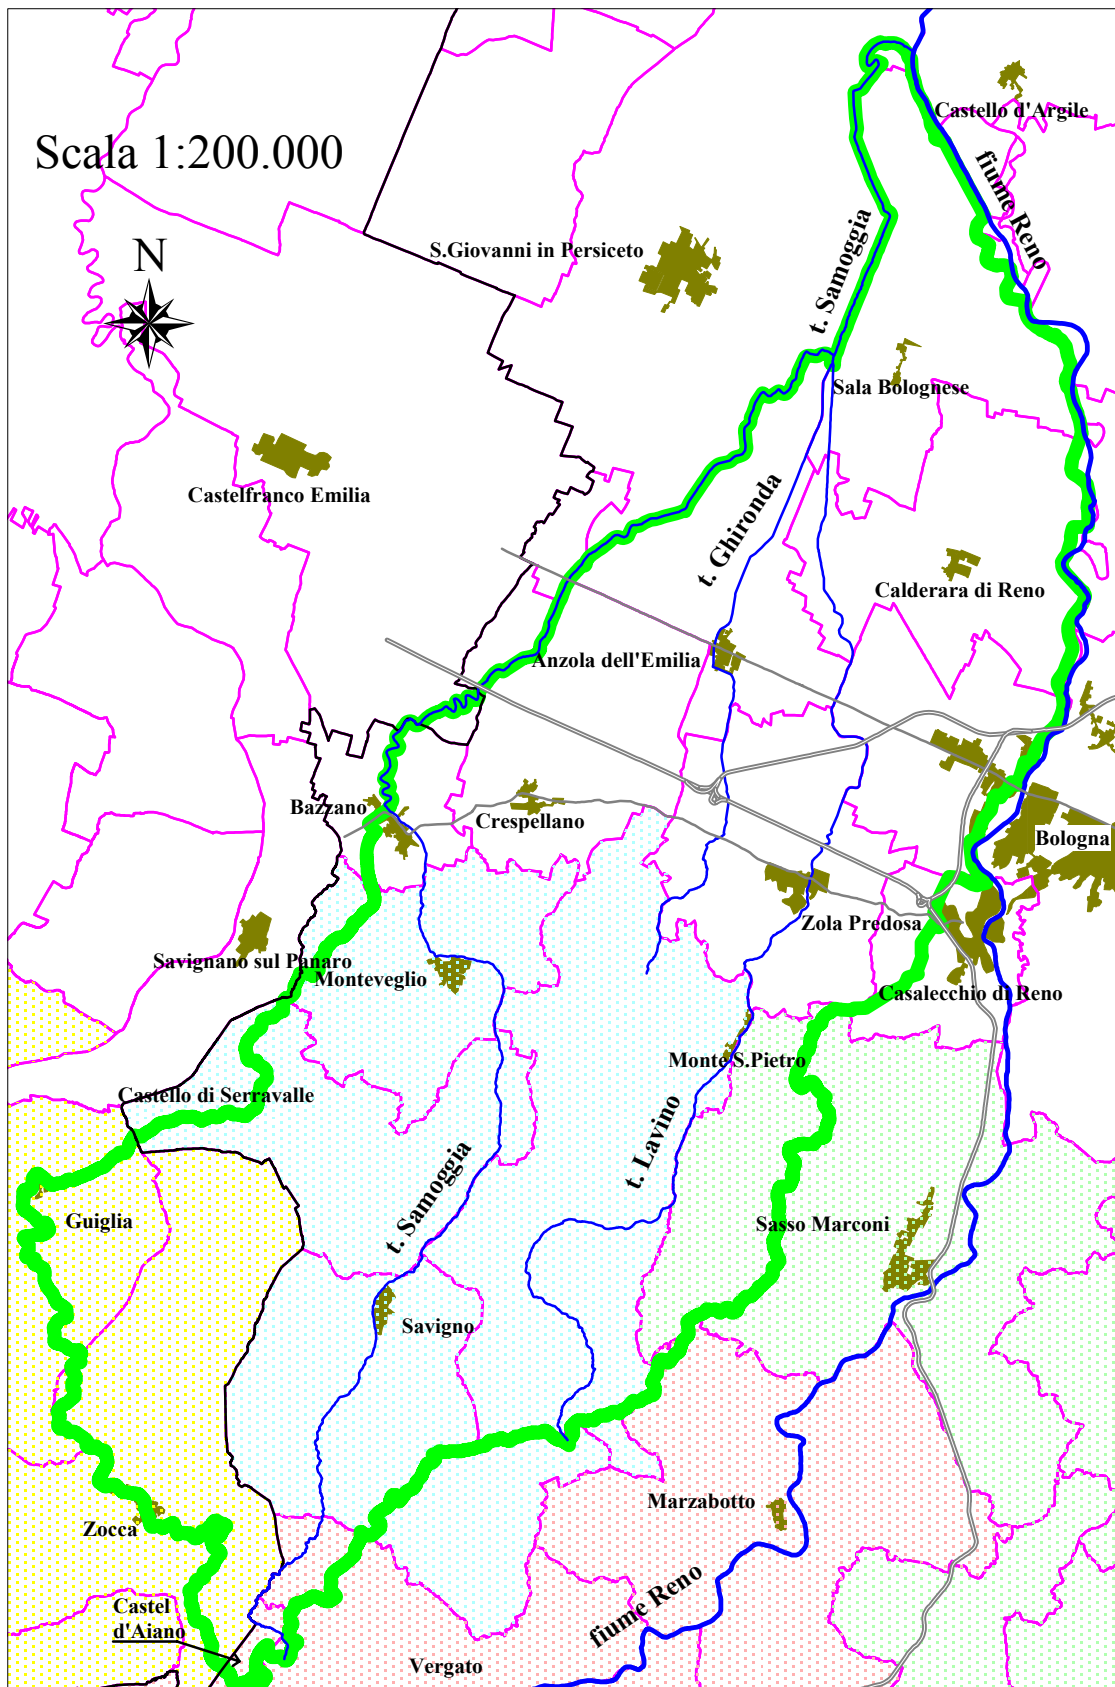 Castello d'Argile
Scala 1:200.000
fiume Reno
N
S.Giovanni in Persiceto
t. Samoggia
Sala Bolognese
Castelfranco Emilia
t. Ghironda
Calderara di Reno
Anzola dell'Emilia
Bazzano
Crespellano
Bologna
Zola Predosa
Savignano sul Panaro
Monteveglio
Casalecchio di Reno
Monte S.Pietro
Castello di Serravalle
t. Lavino
t. Samoggia
Guiglia
Sasso Marconi
Savigno
Marzabotto
Zocca
fiume Reno
Castel
d'Aiano
Vergato